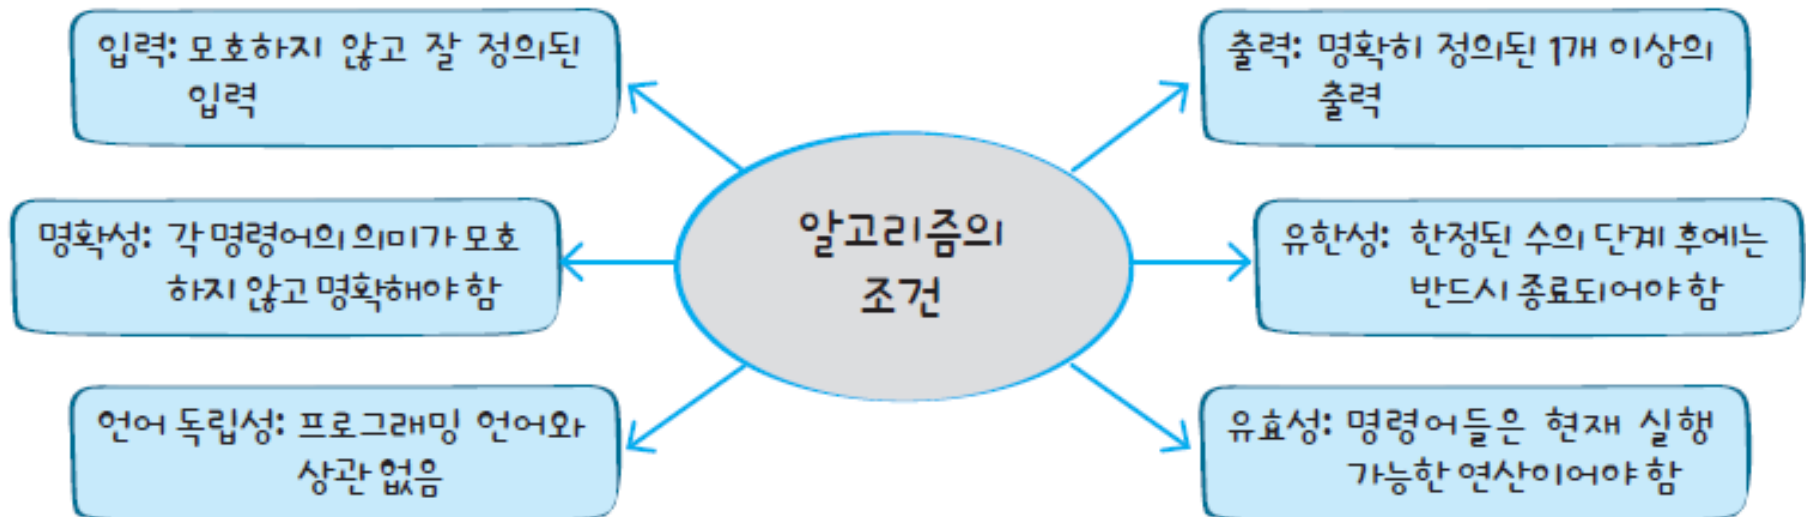 입력: 모호하지 않고 잘 정의된
입력
출력: 명확히 정의된 1개 이상의
출력
명확성: 각 명령어의 의미가 모호
하지 않고 명확해야 함
알고리즘의
조건
유한성: 한정된 수의 단계 후에는
반드시 종료되어야 함
언어 독립성: 프로그래밍 언어와
상관 없음
유효성: 명령어들은 현재 실행
가능한 연산이어야 함